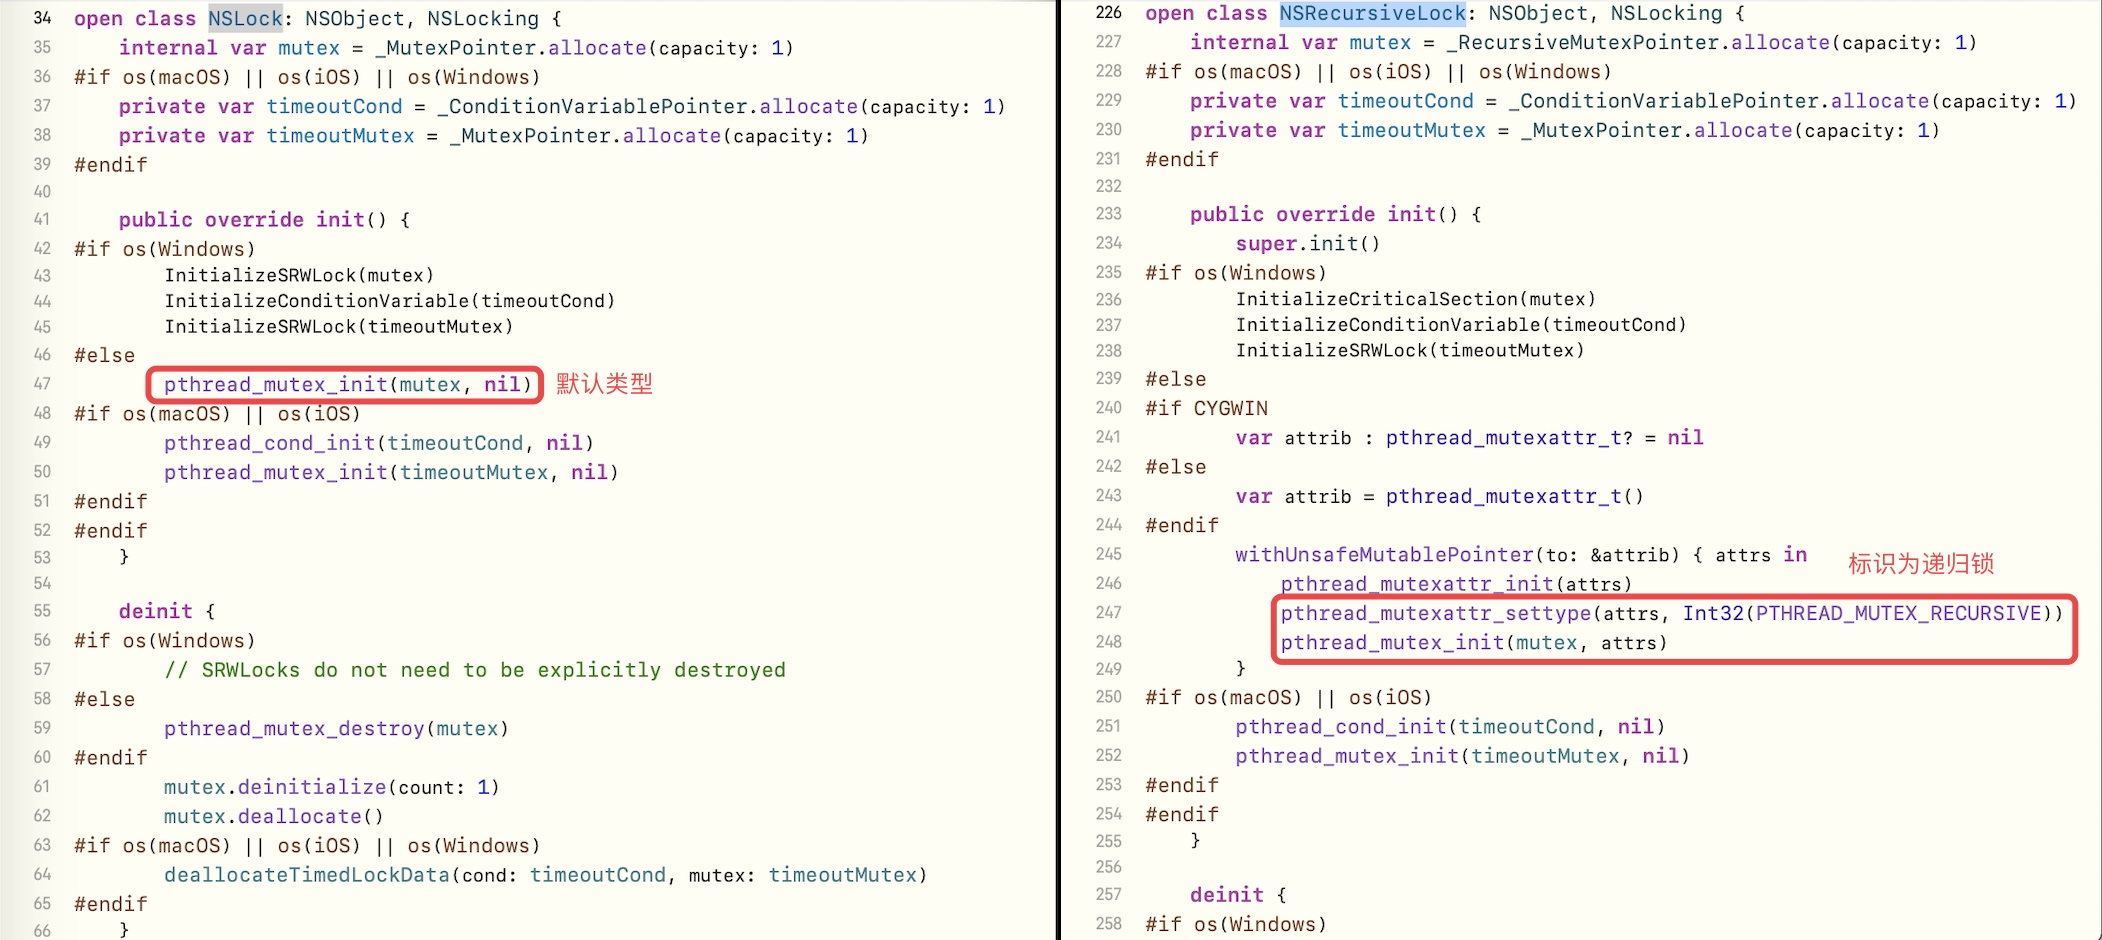 34 open class NSLock: NSObject, NSLocking {
35     internal var mutex = _MutexPointer.allocate(capacity: 1)
36 #if os(macOS) || os(iOS) || os(Windows)
37     private var timeoutCond = _ConditionVariablePointer.allocate(capacity: 1)
38     private var timeoutMutex = _MutexPointer.allocate(capacity: 1)
39 #endif
40
41     public override init() {
42 #if os(Windows)
43         InitializeSRWLock(mutex)
44         InitializeConditionVariable(timeoutCond)
45         InitializeSRWLock(timeoutMutex)
46 #else
47         pthread_mutex_init(mutex, nil) 默认类型
48 #if os(macOS) || os(iOS)
49         pthread_cond_init(timeoutCond, nil)
50         pthread_mutex_init(timeoutMutex, nil)
51 #endif
52 #endif
53     }
54
55     deinit {
56 #if os(Windows)
57         // SRWLocks do not need to be explicitly destroyed
58 #else
59         pthread_mutex_destroy(mutex)
60 #endif
61         mutex.deinitialize(count: 1)
62         mutex.deallocate()
63 #if os(macOS) || os(iOS) || os(Windows)
64         deallocateTimedLockData(cond: timeoutCond, mutex: timeoutMutex)
65 #endif
66     }
226 open class NSRecursiveLock: NSObject, NSLocking {
227     internal var mutex = _RecursiveMutexPointer.allocate(capacity: 1)
228 #if os(macOS) || os(iOS) || os(Windows)
229     private var timeoutCond = _ConditionVariablePointer.allocate(capacity: 1)
230     private var timeoutMutex = _MutexPointer.allocate(capacity: 1)
231 #endif
232
233     public override init() {
234         super.init()
235 #if os(Windows)
236         InitializeCriticalSection(mutex)
237         InitializeConditionVariable(timeoutCond)
238         InitializeSRWLock(timeoutMutex)
239 #else
240 #if CYGWIN
241         var attrib : pthread_mutexattr_t? = nil
242 #else
243         var attrib = pthread_mutexattr_t()
244 #endif
245         withUnsafeMutablePointer(to: &attrib) { attrs in
标识为递归锁
246             pthread_mutexattr_init(attrs)
247             pthread_mutexattr_settype(attrs, Int32(PTHREAD_MUTEX_RECURSIVE))
248             pthread_mutex_init(mutex, attrs)
249         }
250 #if os(macOS) || os(iOS)
251         pthread_cond_init(timeoutCond, nil)
252         pthread_mutex_init(timeoutMutex, nil)
253 #endif
254 #endif
255     }
256
257     deinit {
258 #if os(Windows)